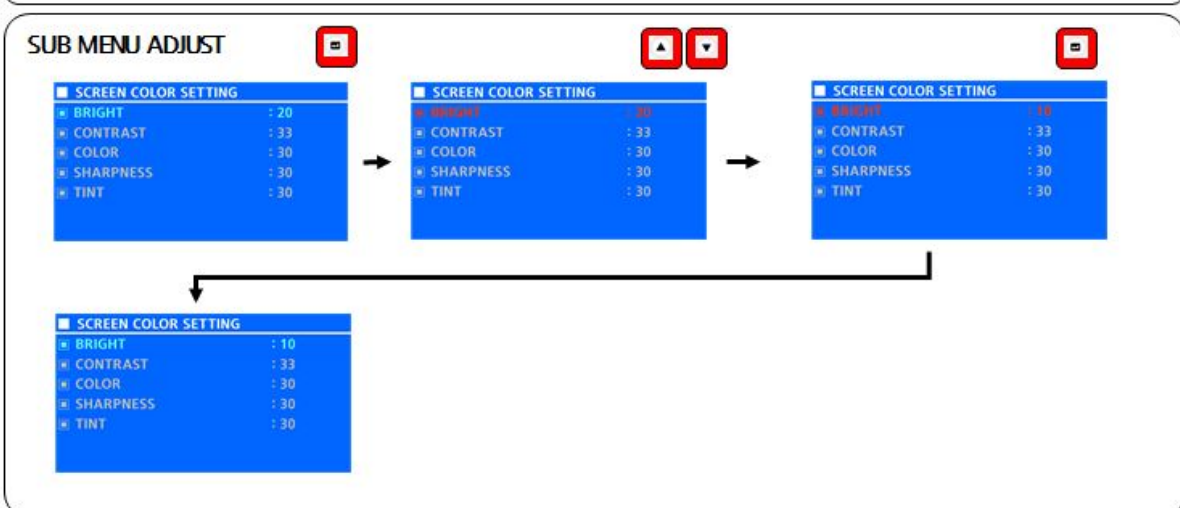 SUB MENU ADJUST
SCREEN COLOR SETTING
BRIGHT : 20
CONTRAST : 33
COLOR : 30
SHARPNESS : 30
TINT : 30
SCREEN COLOR SETTING
BRIGHT
CONTRAST : 33
COLOR : 30
SHARPNESS : 30
TINT : 30
SCREEN COLOR SETTING
BRIGHT : 10
CONTRAST : 33
COLOR : 30
SHARPNESS : 30
TINT : 30
SCREEN COLOR SETTING
BRIGHT : 10
CONTRAST : 33
COLOR : 30
SHARPNESS : 30
TINT : 30